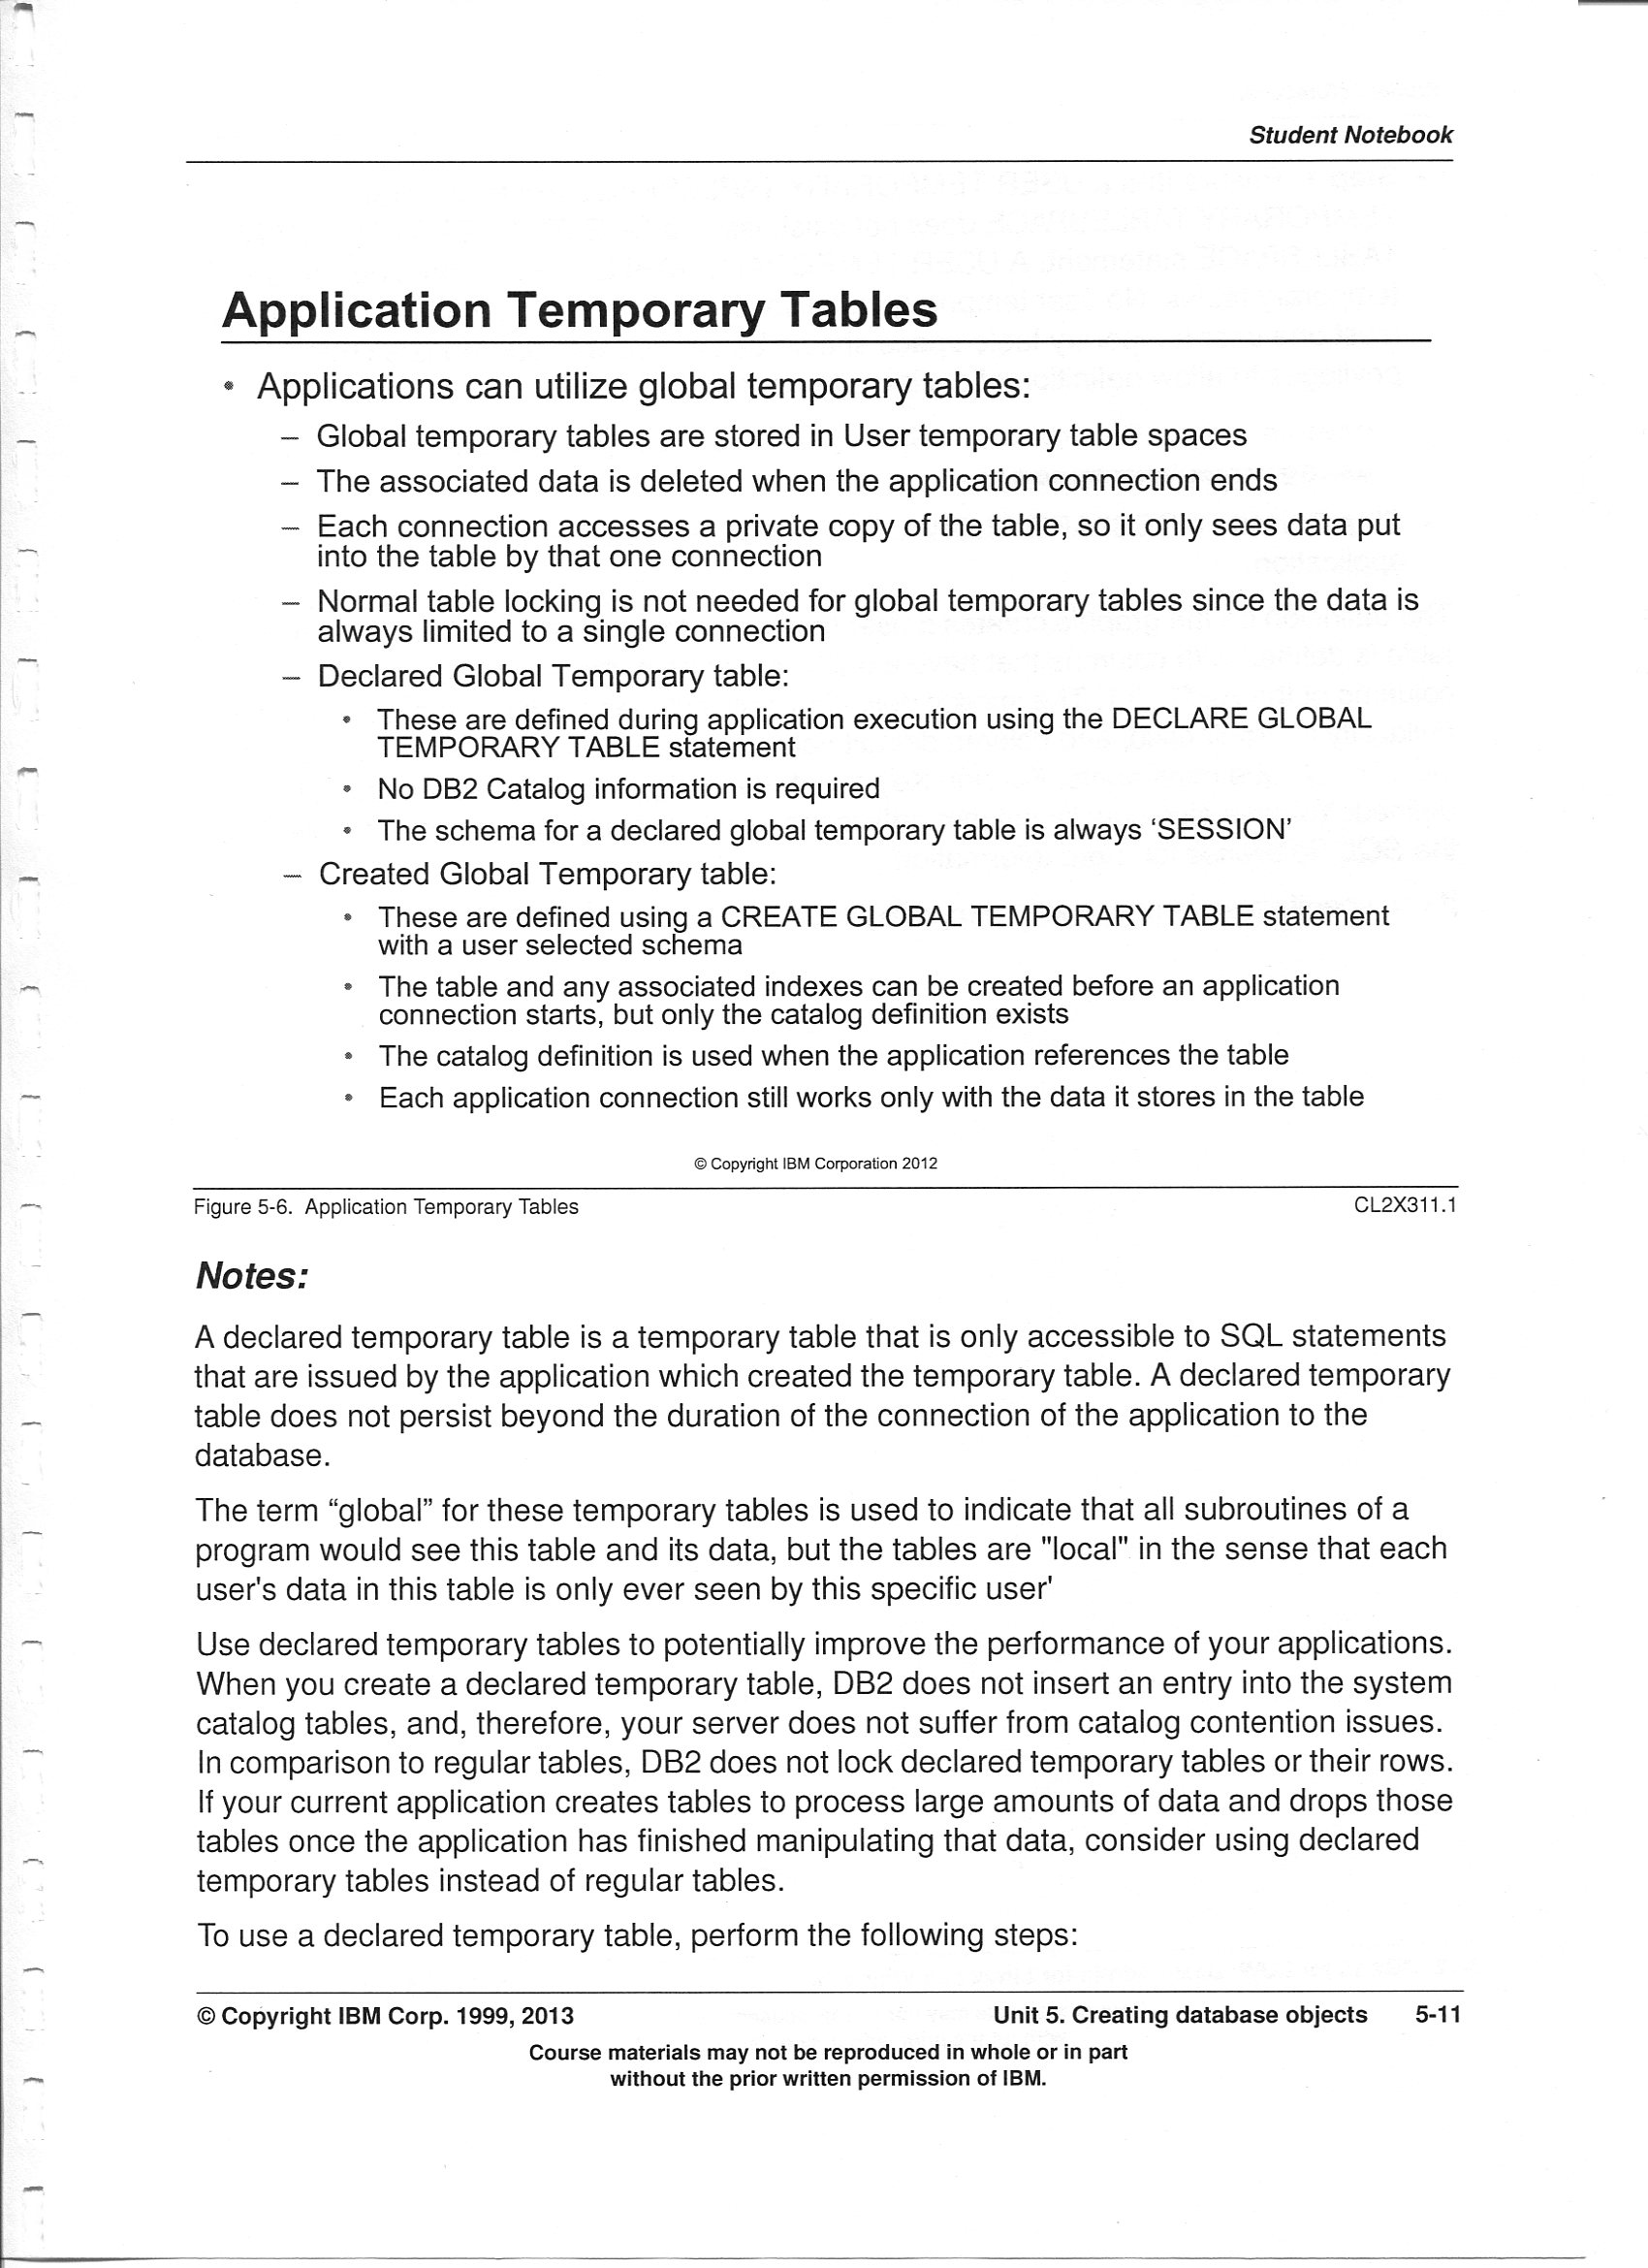 Student Notebook
Application Temporary Tables
• Applications can utilize global temporary tables:
– Global temporary tables are stored in User temporary table spaces
– The associated data is deleted when the application connection ends
– Each connection accesses a private copy of the table, so it only sees data put
into the table by that one connection
– Normal table locking is not needed for global temporary tables since the data is
always limited to a single connection
– Declared Global Temporary table:
• These are defined during application execution using the DECLARE GLOBAL
TEMPORARY TABLE statement
• No DB2 Catalog information is required
• The schema for a declared global temporary table is always ‘SESSION’
– Created Global Temporary table:
• These are defined using a CREATE GLOBAL TEMPORARY TABLE statement
with a user selected schema
• The table and any associated indexes can be created before an application
connection starts, but only the catalog definition exists
• The catalog definition is used when the application references the table
• Each application connection still works only with the data it stores in the table
© Copyright IBM Corporation 2012
Figure 5-6. Application Temporary Tables CL2X311.1
Notes:
A declared temporary table is a temporary table that is only accessible to SQL statements
that are issued by the application which created the temporary table. A declared temporary
table does not persist beyond the duration of the connection of the application to the
database.
The term “global” for these temporary tables is used to indicate that all subroutines of a
program would see this table and its data, but the tables are "local" in the sense that each
user's data in this table is only ever seen by this specific user'
Use declared temporary tables to potentially improve the performance of your applications.
When you create a declared temporary table, DB2 does not insert an entry into the system
catalog tables, and, therefore, your server does not suffer from catalog contention issues.
In comparison to regular tables, DB2 does not lock declared temporary tables or their rows.
If your current application creates tables to process large amounts of data and drops those
tables once the application has finished manipulating that data, consider using declared
temporary tables instead of regular tables.
To use a declared temporary table, perform the following steps:
© Copyright IBM Corp. 1999, 2013 Unit 5. Creating database objects 5-11
Course materials may not be reproduced in whole or in part
without the prior written permission of IBM.